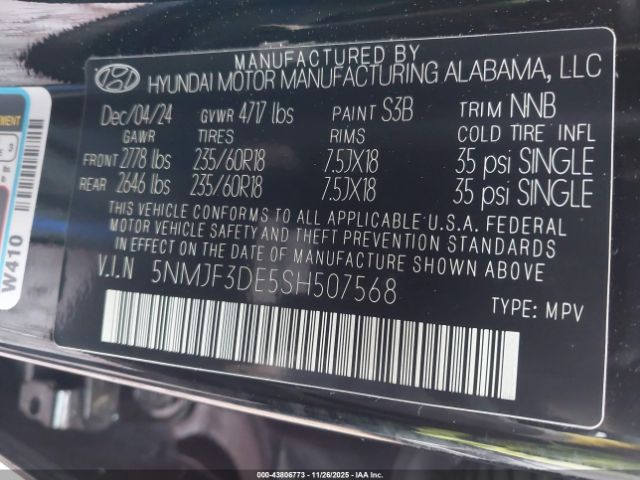 MANUFACTURED BY
HYUNDAI MOTOR MANUFACTURING ALABAMA, LLC
Dec/04/24 GVWR 4717 lbs PAINT S3B TRIM NNB
GAWR TIRES RIMS COLD TIRE INFL
FRONT 2778 lbs 235/60R18 7.5JX18 35 psi SINGLE
REAR 2646 lbs 235/60R18 7.5JX18 35 psi SINGLE
THIS VEHICLE CONFORMS TO ALL APPLICABLE U.S.A. FEDERAL
MOTOR VEHICLE SAFETY AND THEFT PREVENTION STANDARDS
IN EFFECT ON THE DATE OF MANUFACTURE SHOWN ABOVE.
V.I.N 5NMJF3DE5SH507568
TYPE: MPV
W410
000-43806773 - 11/26/2025 - IAA Corp.